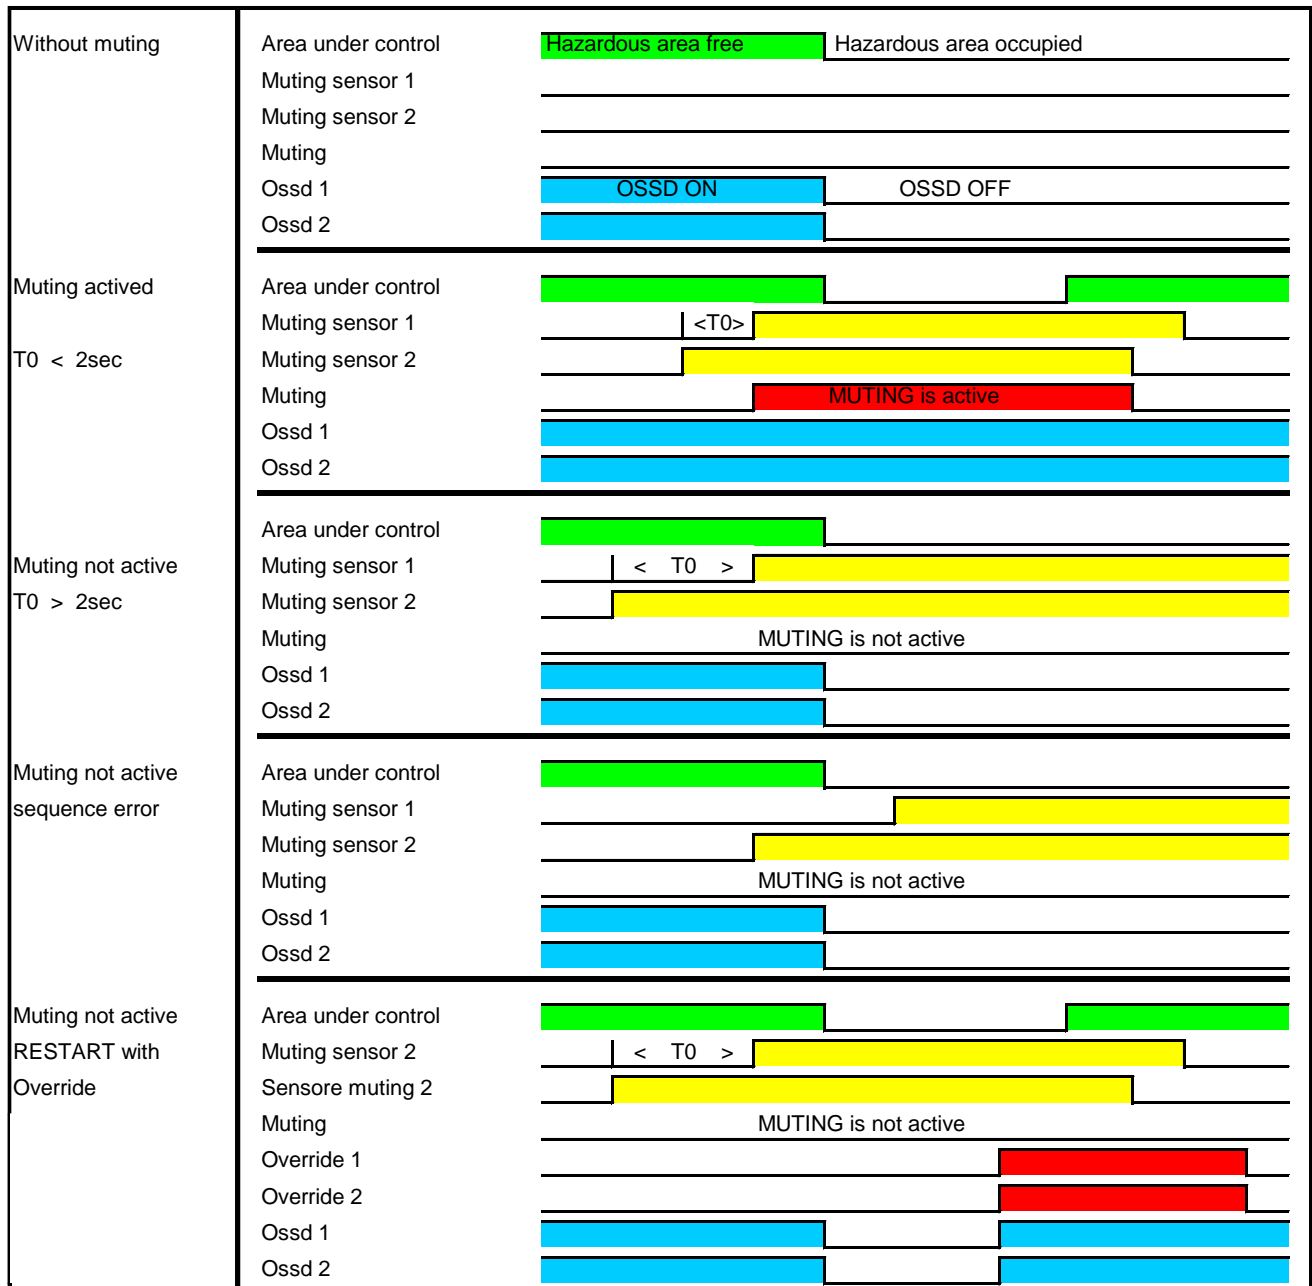 Without muting Area under control Hazardous area free Hazardous area occupied
Muting sensor 1
Muting sensor 2
Muting
Ossd 1 OSSD ON OSSD OFF
Ossd 2
Muting actived Area under control
Muting sensor 1 <T0>
T0 < 2sec Muting sensor 2
Muting MUTING is active
Ossd 1
Ossd 2
Area under control
Muting not active Muting sensor 1 < T0 >
T0 > 2sec Muting sensor 2
Muting MUTING is not active
Ossd 1
Ossd 2
Muting not active Area under control
sequence error Muting sensor 1
Muting sensor 2
Muting MUTING is not active
Ossd 1
Ossd 2
Muting not active Area under control
RESTART with Muting sensor 2 < T0 >
Override Sensore muting 2
Muting MUTING is not active
Override 1
Override 2
Ossd 1
Ossd 2